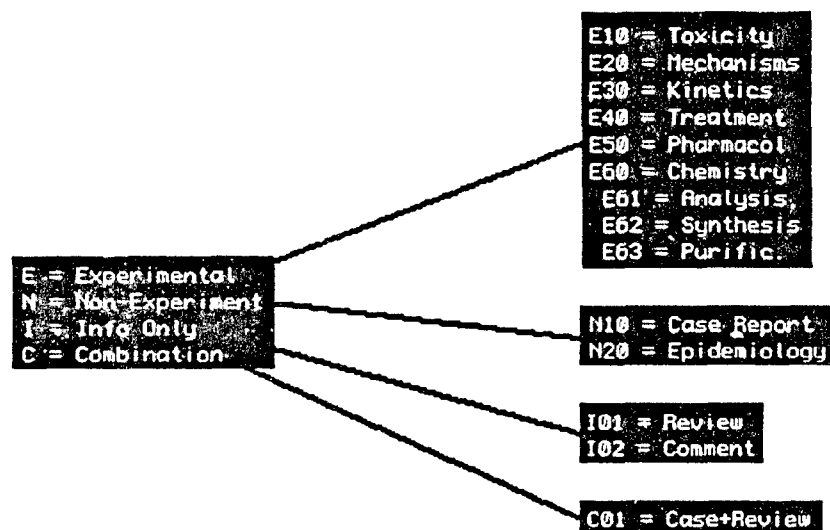 E = Experimental
N = Non-Experiment
I = Info Only
C = Combination
E10 = Toxicity
E20 = Mechanisms
E30 = Kinetics
E40 = Treatment
E50 = Pharmacol
E60 = Chemistry
E61 = Analysis
E62 = Synthesis
E63 = Purific.
N10 = Case Report
N20 = Epidemiology
I01 = Review
I02 = Comment
C01 = Case+Review